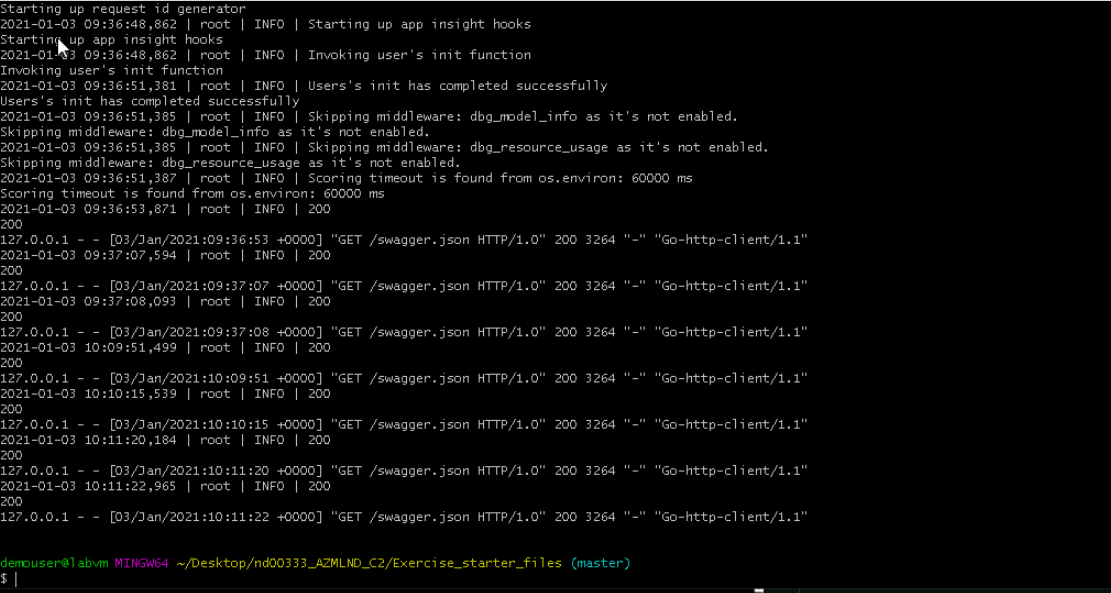 Starting up request id generator
2021-01-03 09:36:48,862 | root | INFO | Starting up app insight hooks
Starting up app insight hooks
2021-01-03 09:36:48,862 | root | INFO | Invoking user's init function
Invoking user's init function
2021-01-03 09:36:51,381 | root | INFO | Users's init has completed successfully
Users's init has completed successfully
2021-01-03 09:36:51,385 | root | INFO | Skipping middleware: dbg_model_info as it's not enabled.
Skipping middleware: dbg_model_info as it's not enabled.
2021-01-03 09:36:51,385 | root | INFO | Skipping middleware: dbg_resource_usage as it's not enabled.
Skipping middleware: dbg_resource_usage as it's not enabled.
2021-01-03 09:36:51,387 | root | INFO | Scoring timeout is found from os.environ: 60000 ms
Scoring timeout is found from os.environ: 60000 ms
2021-01-03 09:36:53,871 | root | INFO | 200
200
127.0.0.1 - - [03/Jan/2021:09:36:53 +0000] "GET /swagger.json HTTP/1.0" 200 3264 "-" "Go-http-client/1.1"
2021-01-03 09:37:07,594 | root | INFO | 200
200
127.0.0.1 - - [03/Jan/2021:09:37:07 +0000] "GET /swagger.json HTTP/1.0" 200 3264 "-" "Go-http-client/1.1"
2021-01-03 09:37:08,093 | root | INFO | 200
200
127.0.0.1 - - [03/Jan/2021:09:37:08 +0000] "GET /swagger.json HTTP/1.0" 200 3264 "-" "Go-http-client/1.1"
2021-01-03 10:09:51,499 | root | INFO | 200
200
127.0.0.1 - - [03/Jan/2021:10:09:51 +0000] "GET /swagger.json HTTP/1.0" 200 3264 "-" "Go-http-client/1.1"
2021-01-03 10:10:15,539 | root | INFO | 200
200
127.0.0.1 - - [03/Jan/2021:10:10:15 +0000] "GET /swagger.json HTTP/1.0" 200 3264 "-" "Go-http-client/1.1"
2021-01-03 10:11:20,184 | root | INFO | 200
200
127.0.0.1 - - [03/Jan/2021:10:11:20 +0000] "GET /swagger.json HTTP/1.0" 200 3264 "-" "Go-http-client/1.1"
2021-01-03 10:11:22,965 | root | INFO | 200
200
127.0.0.1 - - [03/Jan/2021:10:11:22 +0000] "GET /swagger.json HTTP/1.0" 200 3264 "-" "Go-http-client/1.1"
demouser@labvm MINGW64 ~/Desktop/nd00333_AZMLND_C2/Exercise_starter_files (master)
$